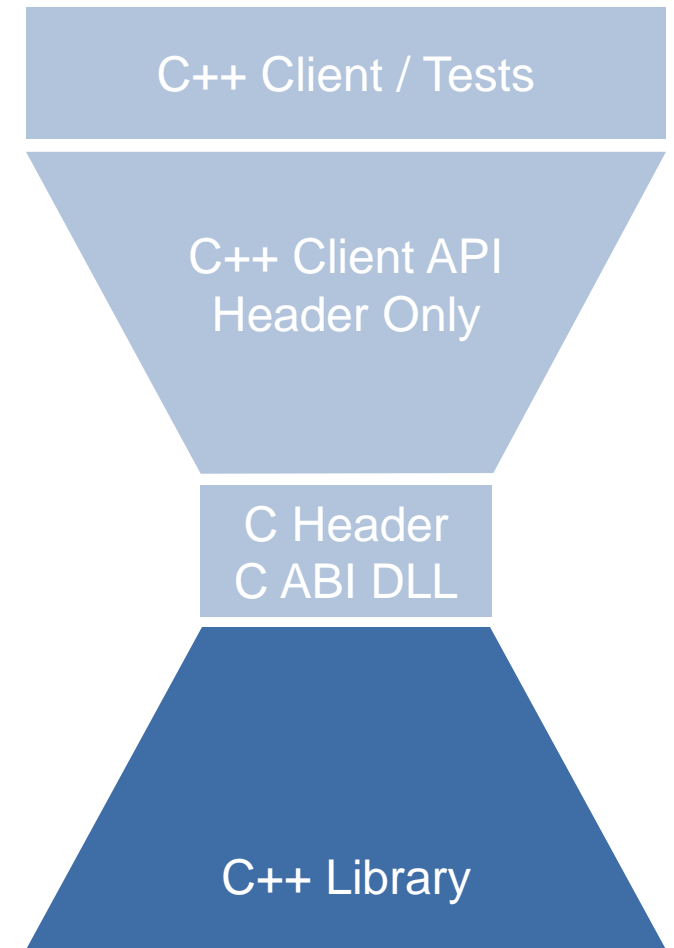 C++ Client / Tests
C++ Client API
Header Only
C Header
C ABI DLL
C++ Library